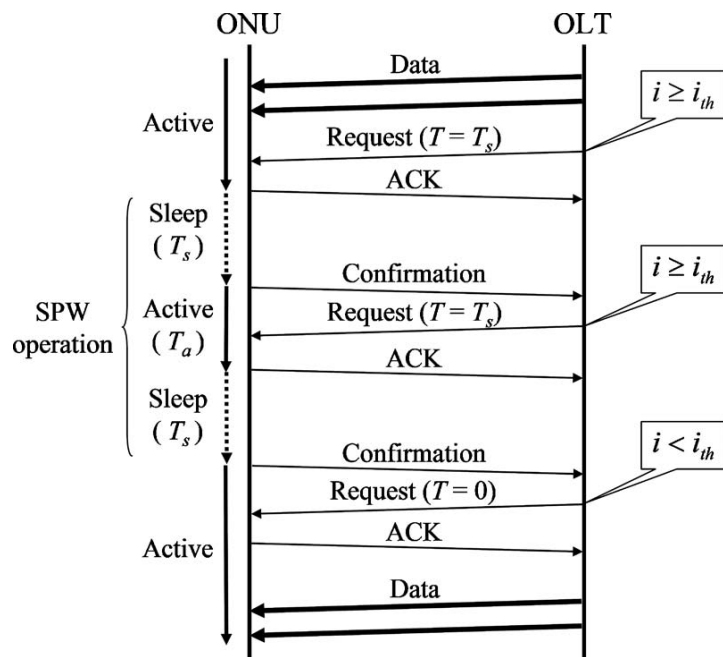 ONU OLT
Data
i ≥ i_th
Active
Request (T = T_s)
ACK
Sleep
(T_s)
Confirmation
i ≥ i_th
SPW
operation
Active
(T_a)
Request (T = T_s)
ACK
Sleep
(T_s)
Confirmation
i < i_th
Request (T = 0)
Active
ACK
Data